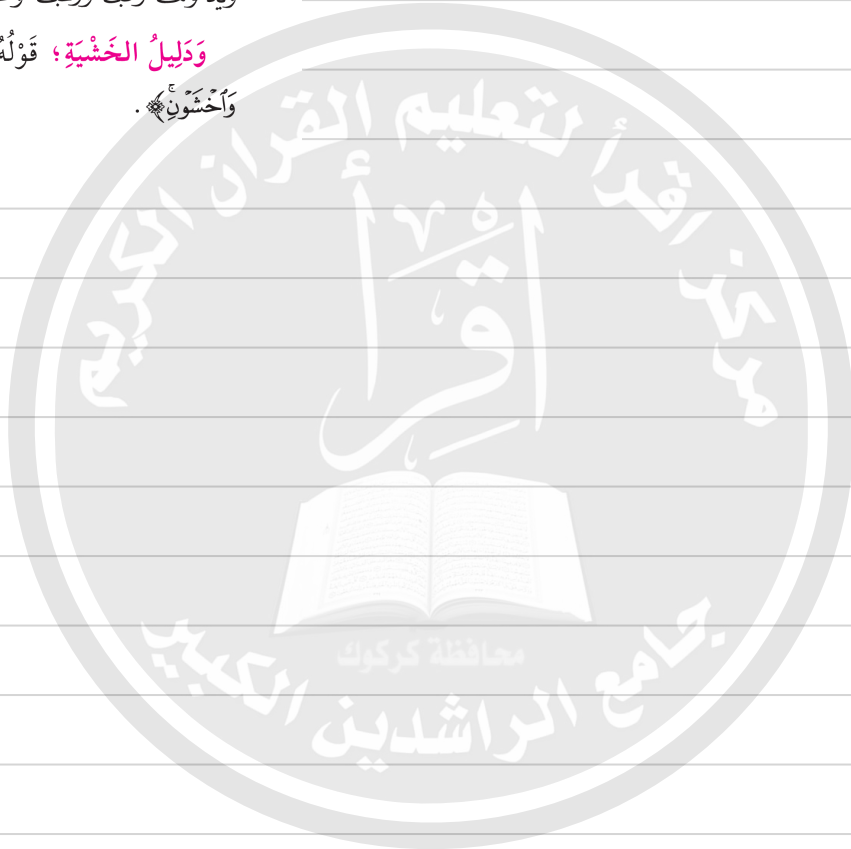 وَدَلِيلُ الخَشْيَةِ؛ قَوْلُهُ
وَٱخْشَوْنِۚ﴾ .
مركز اقرأ لتعليم القرآن الكريم
اقْرَأ
محافظة كركوك
جامع الراشدين الكبير